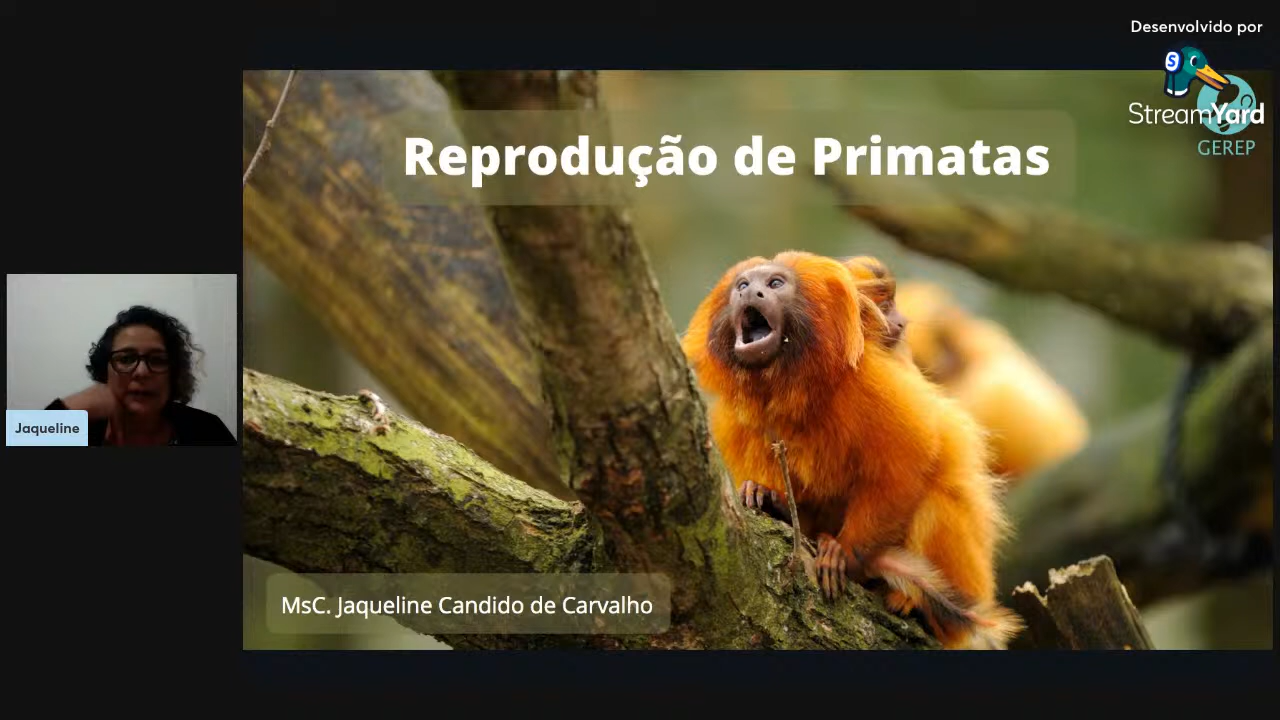 Desenvolvido por
S
StreamYard
GEREP
Reprodução de Primatas
Jaqueline
MsC. Jaqueline Candido de Carvalho